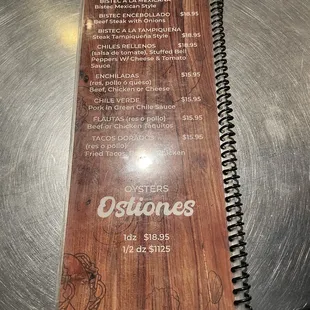 BISTEC A LA MEXICANA
Bistec Mexican Style
BISTEC ENCEBOLLADO $18.95
Beef Steak with Onions
BISTEC A LA TAMPIQUEÑA
Steak Tampiqueña Style $18.95
CHILES RELLENOS $18.95
(salsa de tomate), Stuffed Bell
Peppers W/ Cheese & Tomato
Sauce
ENCHILADAS $15.95
(res, pollo o queso)
Beef, Chicken or Cheese
CHILE VERDE $15.95
Pork in Green Chile Sauce
FLAUTAS (res o pollo) $15.95
Beef or Chicken Taquitos
TACOS DORADOS $15.95
(res o pollo)
Fried Tacos
OYSTERS
Ostiones
1dz $18.95
1/2 dz $1125